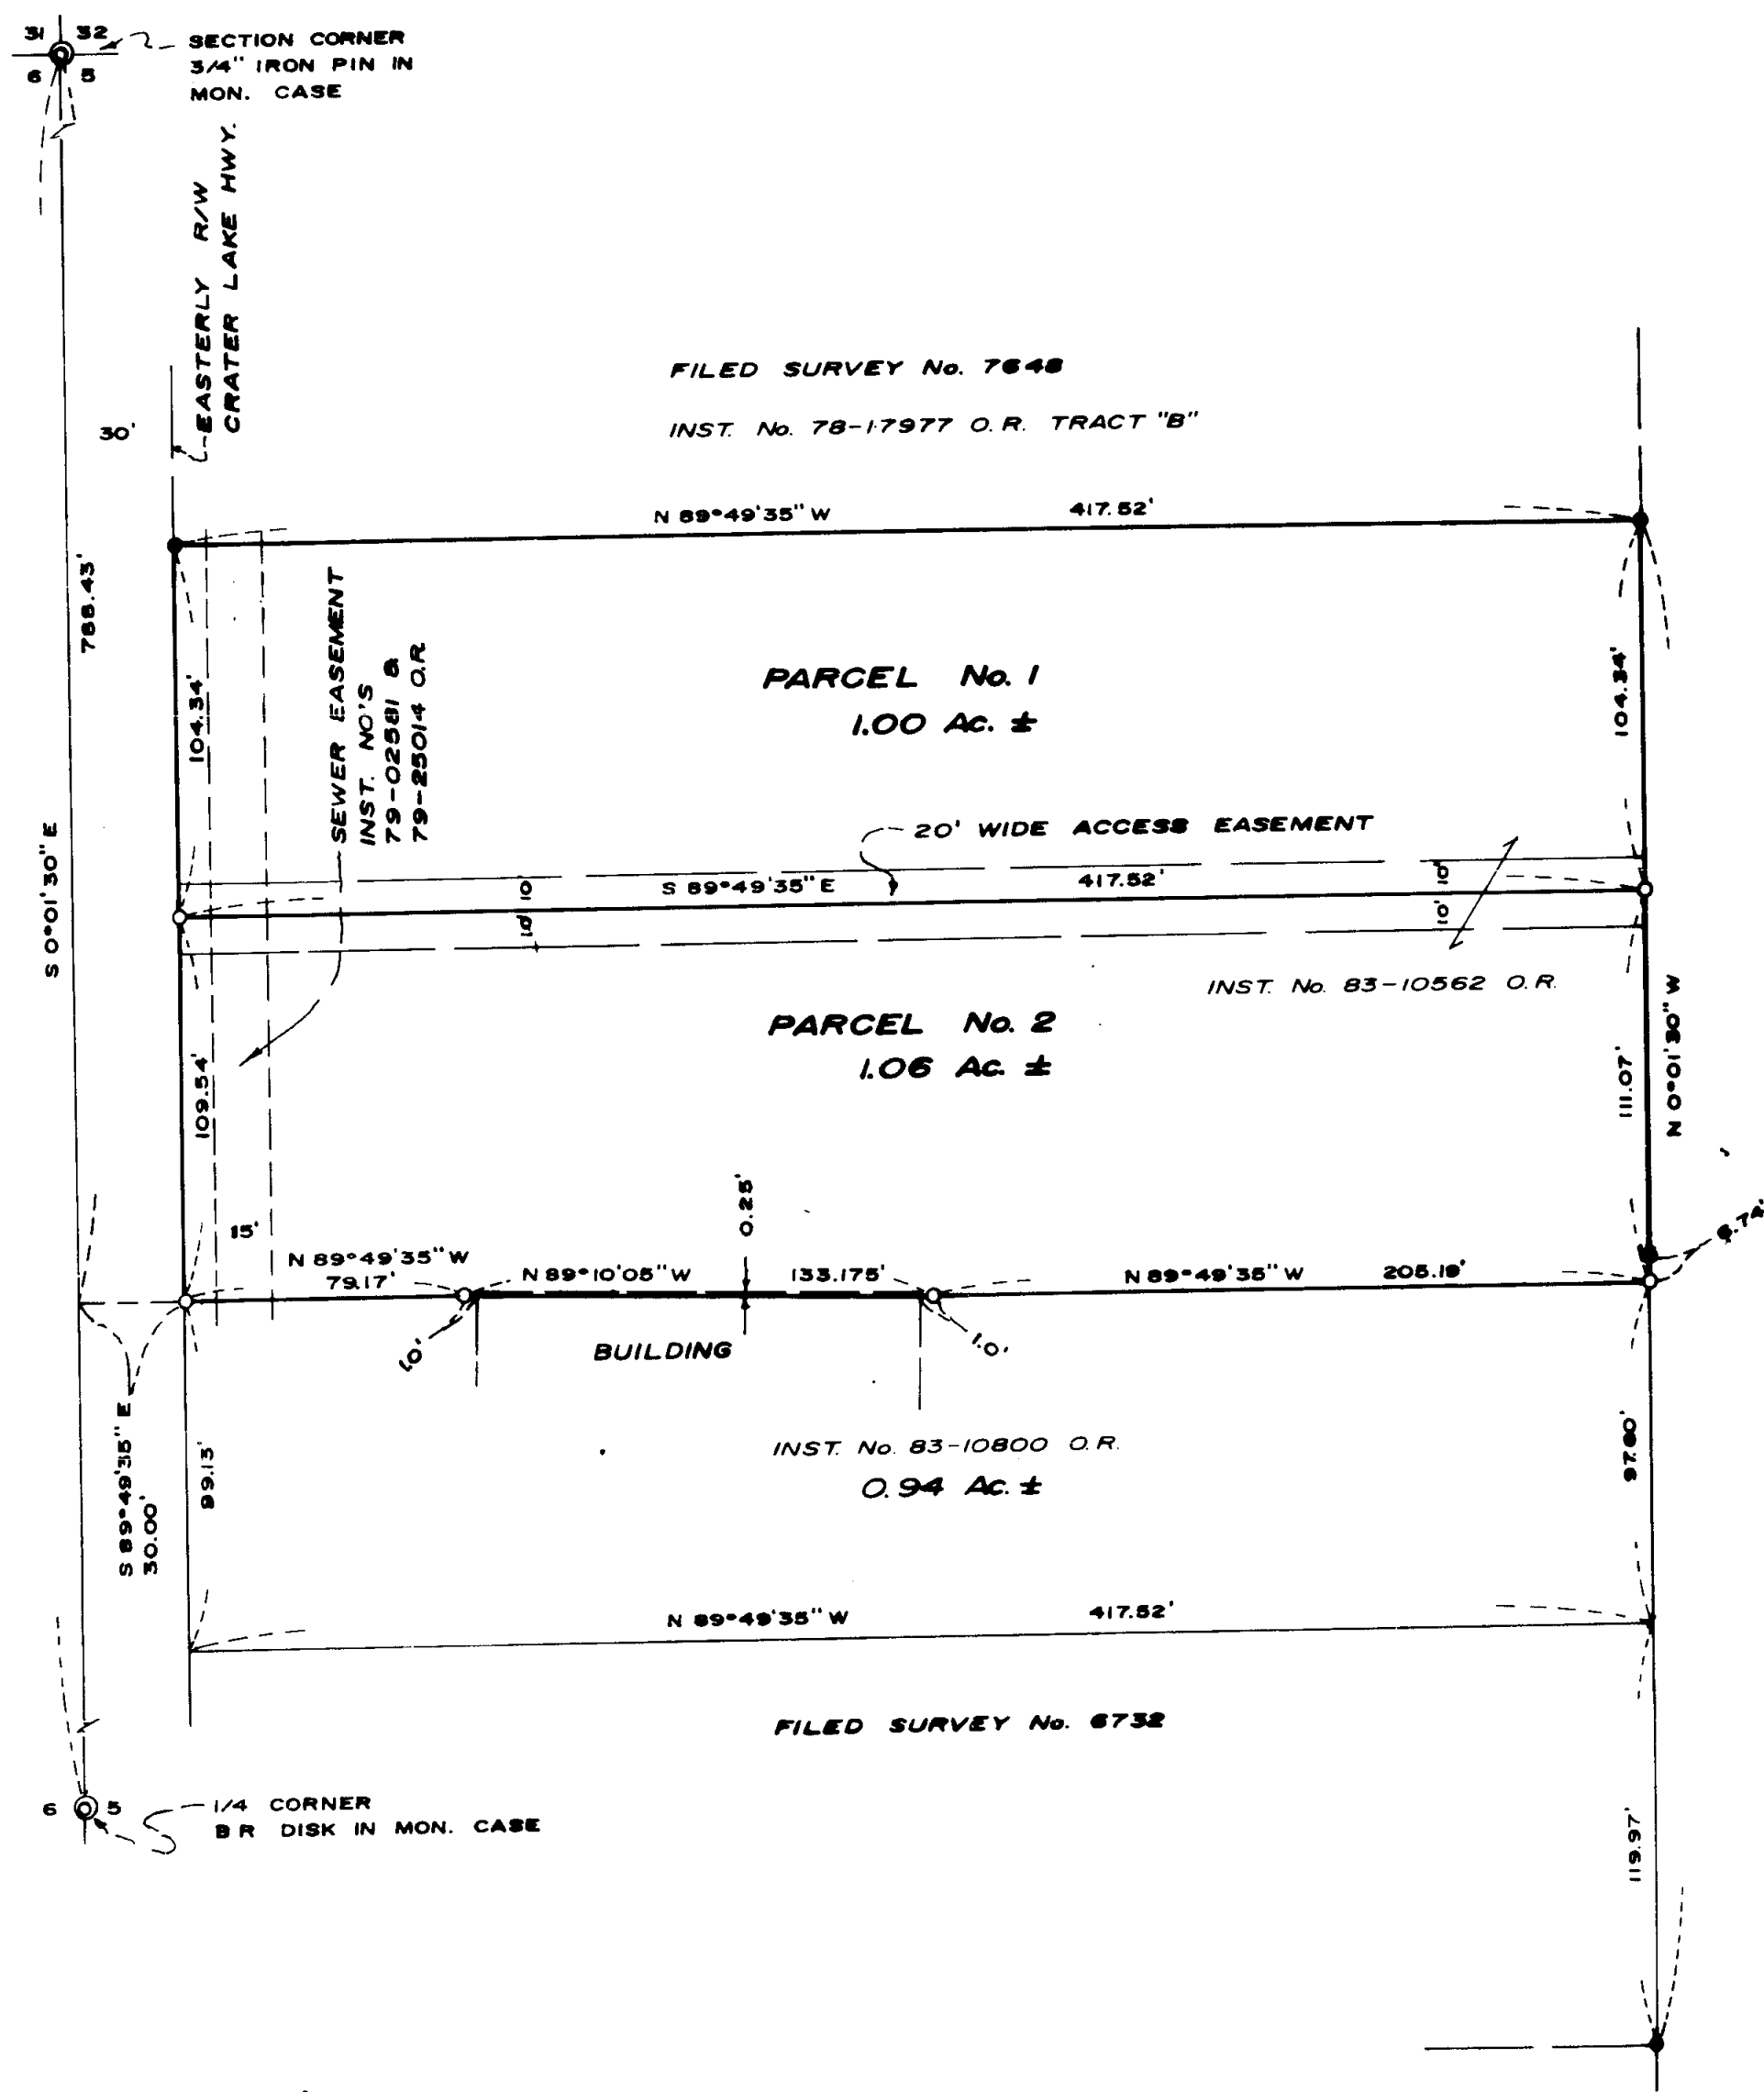 31 32
6 5
SECTION CORNER
3/4" IRON PIN IN
MON. CASE
EASTERLY R/W
CRATER LAKE HWY.
30'
FILED SURVEY No. 7648
INST. No. 78-17977 O.R. TRACT "B"
N 89°49'35" W 417.52'
788.43'
S 0°01'30" E
104.34'
SEWER EASEMENT
INST. NO'S
79-02581 &
79-25014 O.R.
PARCEL No. 1
1.00 Ac. ±
104.34'
20' WIDE ACCESS EASEMENT
10
S 89°49'35" E 417.52'
10'
10'
10'
INST. No. 83-10562 O.R.
PARCEL No. 2
1.06 Ac. ±
109.54'
111.07'
N 0°01'30" W
15'
0.25'
6.74'
N 89°49'35" W
79.17'
N 89°10'05" W 133.175'
N 89°49'35" W 205.19'
1.0'
BUILDING
1.0'
S 89°49'35" E
30.00'
99.13'
INST. No. 83-10800 O.R.
0.94 Ac. ±
97.60'
N 89°49'35" W 417.52'
FILED SURVEY No. 6732
6 5
1/4 CORNER
BR DISK IN MON. CASE
119.97'